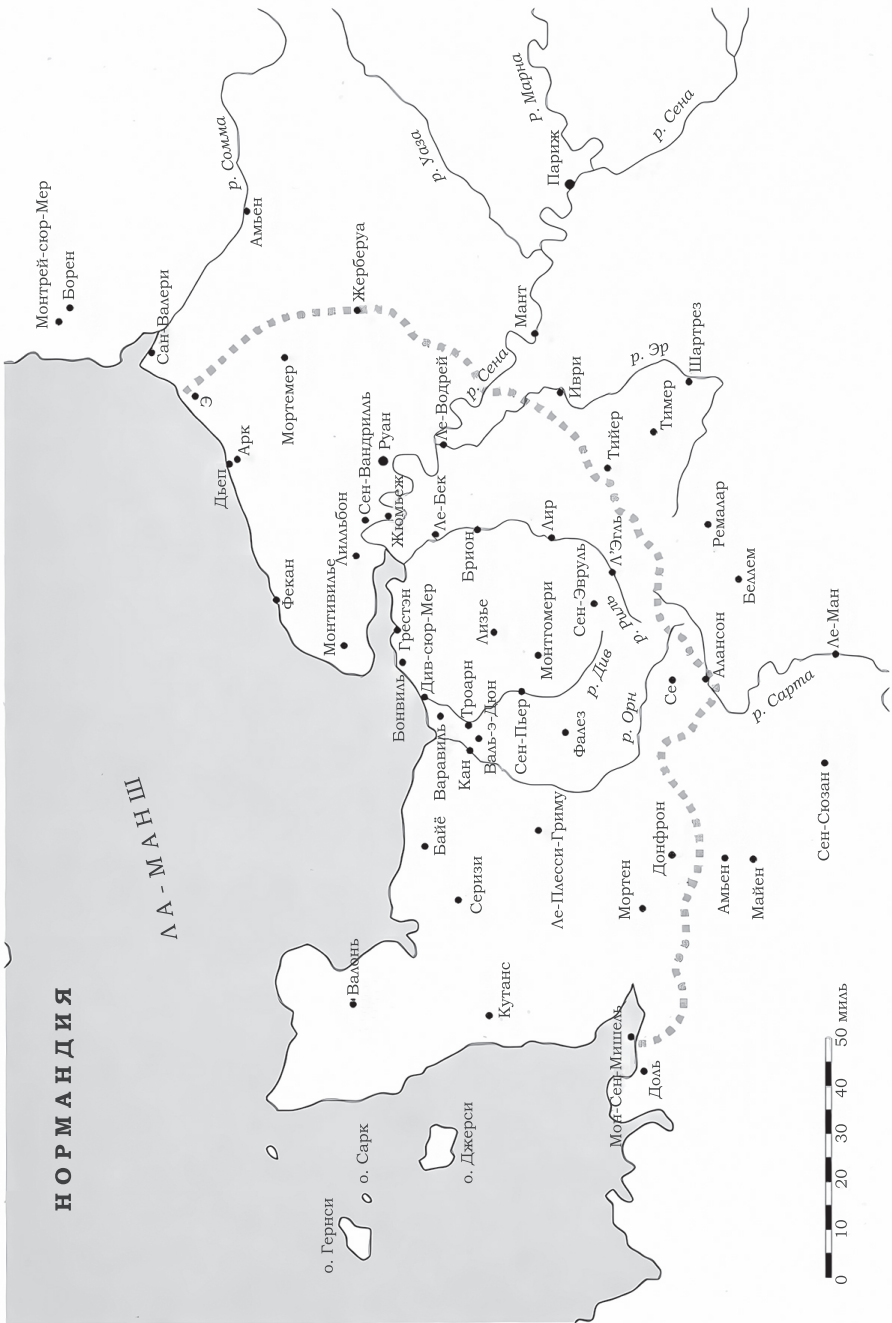 НОРМАНДИЯ
ЛА-МАНШ
о. Гернси
о. Сарк
о. Джерси
Валонь
Кутанс
Мон-Сен-Мишель
Доль
Серизи
Байё
Ле-Плесси-Гриму
Мортен
Донфрон
Амьен
Майен
Сен-Сюзан
Варавиль
Кан
Валь-э-Дюн
Троарн
Сен-Пьер
Фалез
р. Орн
Се
Алансон
р. Сарта
Ле-Ман
Бонвиль
Див-сюр-Мер
Грестэн
Лизье
Монтгомери
р. Див
Сен-Эвруль
р. Риль
Л'Эгль
Лир
Брион
Ле-Бек
Беллем
Ремалар
Монтивилье
Лилльбон
Фекан
Сен-Вандрилль
Жюмьеж
Руан
Ле-Водрей
Дьеп
Арк
Мортемер
Э
Сан-Валери
Монтрей-сюр-Мер
Борен
Амьен
р. Сомма
Жерберуа
р. Уаза
р. Сена
Мант
Иври
р. Эр
Тийер
Тимер
Шартрез
Париж
р. Марна
р. Сена
0 10 20 30 40 50 миль